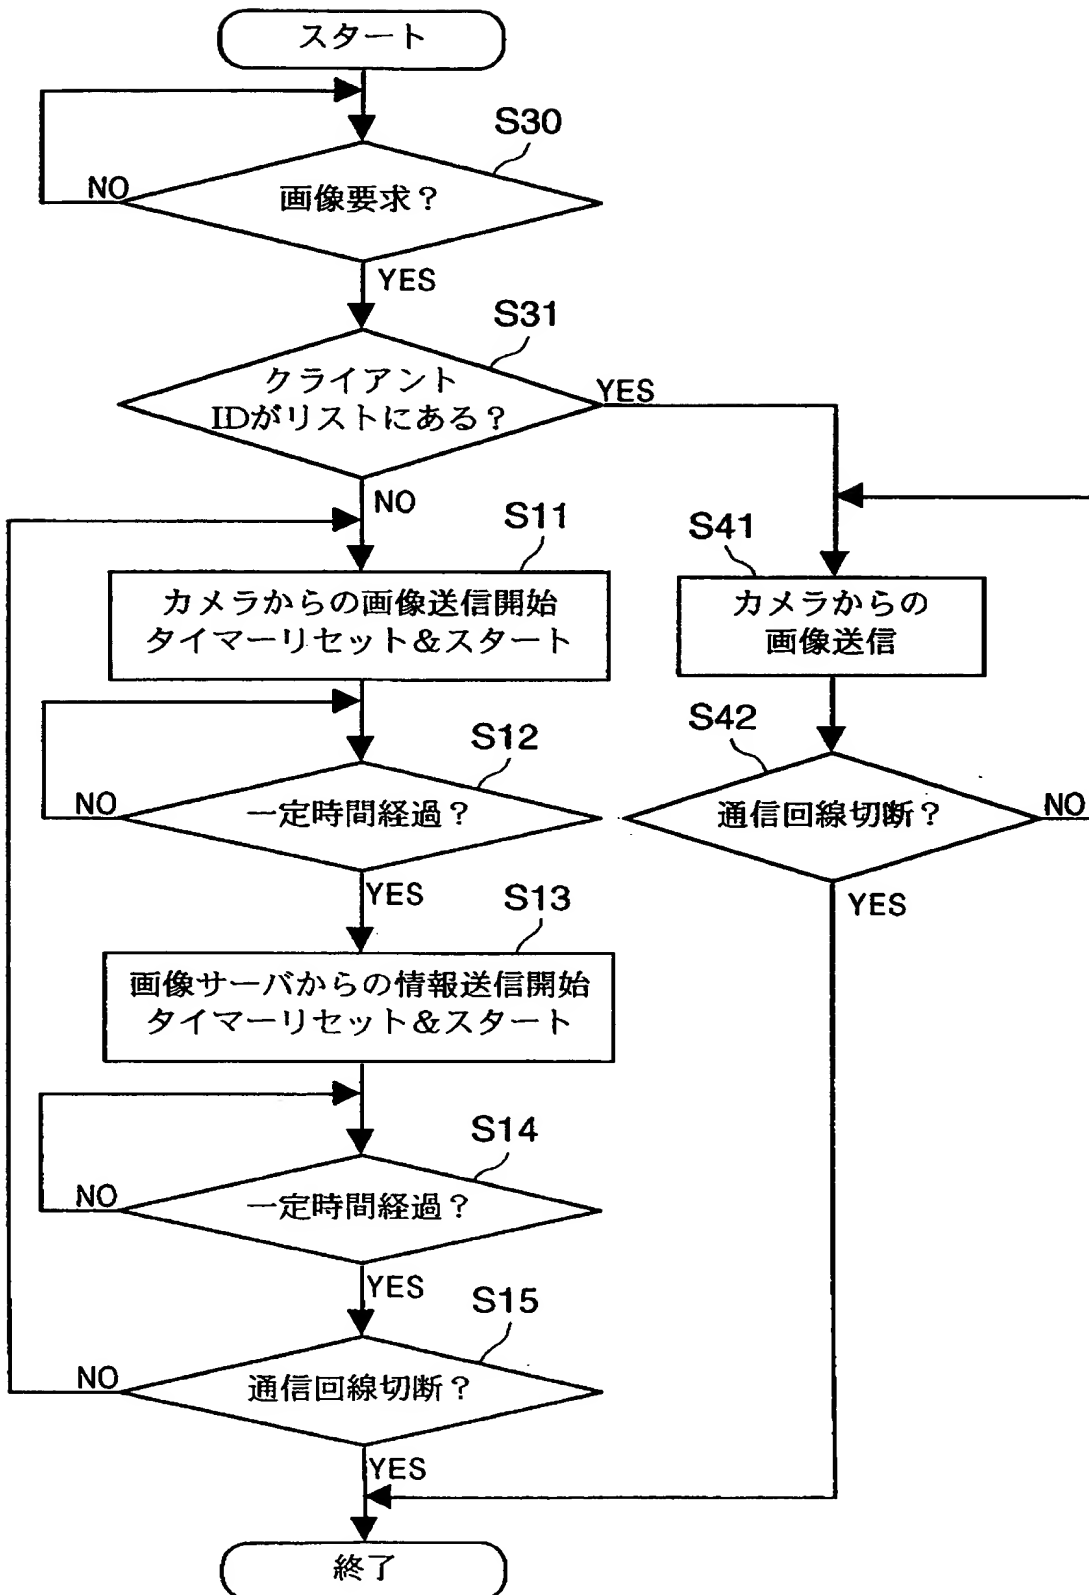 スタート
S30
NO
画像要求？
YES
S31
クライアント
IDがリストにある？
YES
NO
S11
カメラからの画像送信開始
タイマーリセット＆スタート
S41
カメラからの
画像送信
S12
NO
一定時間経過？
YES
S42
通信回線切断？
NO
YES
S13
画像サーバからの情報送信開始
タイマーリセット＆スタート
S14
NO
一定時間経過？
YES
S15
NO
通信回線切断？
YES
終了